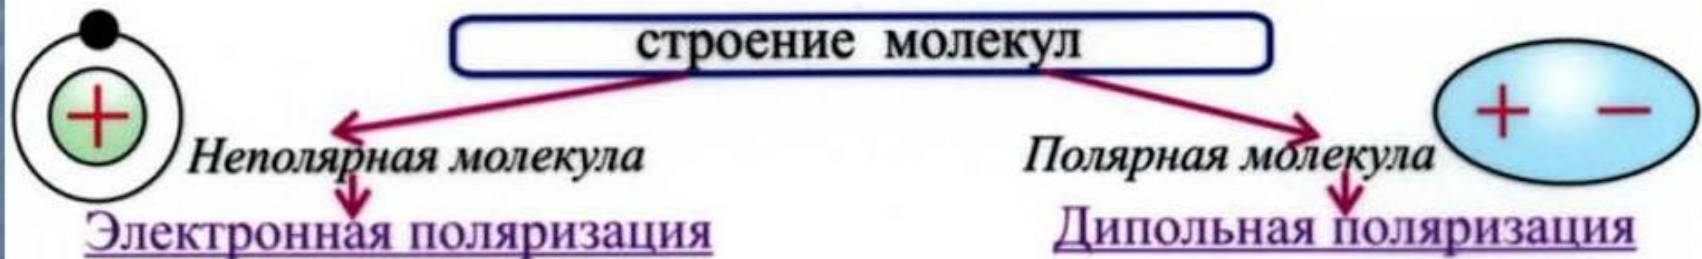 строение молекул
Неполярная молекула
Полярная молекула
Электронная поляризация
Дипольная поляризация